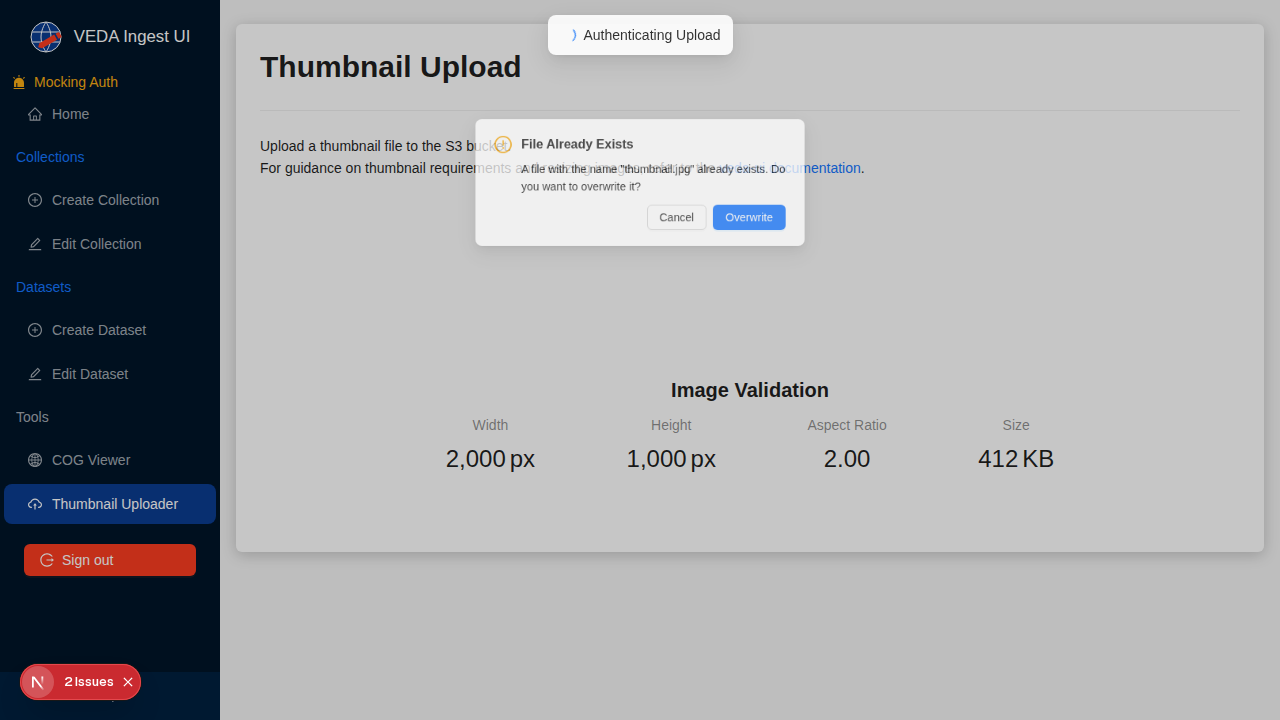 VEDA Ingest UI
Mocking Auth
Home
Collections
Create Collection
Edit Collection
Datasets
Create Dataset
Edit Dataset
Tools
COG Viewer
Thumbnail Uploader
Sign out
2 Issues
Authenticating Upload
Thumbnail Upload
Upload a thumbnail file to the S3 bucket.
For guidance on thumbnail requirements
documentation.
File Already Exists
A file with the name "thumbnail.jpg" already exists. Do
you want to overwrite it?
Cancel
Overwrite
Image Validation
Width
Height
Aspect Ratio
Size
2,000 px
1,000 px
2.00
412 KB